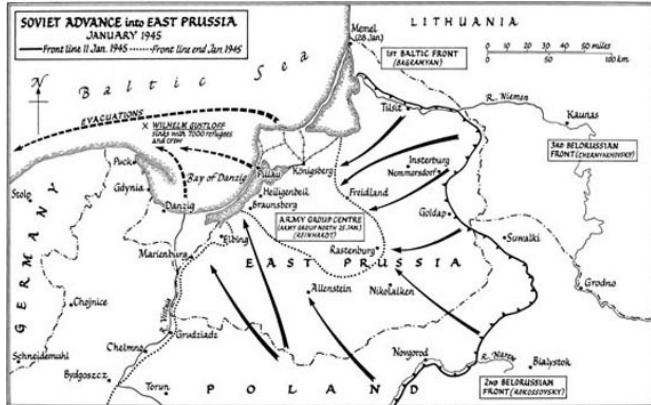 SOVIET ADVANCE into EAST PRUSSIA
JANUARY 1945
Front line 11 Jan. 1945 Front line end Jan 1945
LITHUANIA
Memel
(28 Jan)
1ST BALTIC FRONT
(BAGRAMYAN)
0 10 20 30 40 50 miles
0 50 100 km
N
Baltic Sea
EVACUATIONS
WILHELM GUSTLOFF
sinks with 7000 refugees
and crew
Tilsit
R. Niemen
Kaunas
3RD BELORUSSIAN
FRONT (CHERNYAKHOVSKY)
Stolp
Puck
Bay of Danzig
Pillau
Königsberg
Insterburg
Nemmersdorf
Gdynia
Heiligenbeil
Freidland
Danzig
Braunsberg
Goldap
ARMY GROUP CENTRE
(ARMY GROUP NORTH 25 JAN.)
(REINHARDT)
Suwalki
Elbing
Rastenburg
Marienburg
EAST PRUSSIA
GERMANY
Chojnice
Allenstein
Nikolaiken
Grodno
R. Vistula
Grudziadz
Schneidemuhl
Chelmno
Novgorod
R. Narew
Bialystok
Bydgoszcz
Torun
POLAND
2ND BELORUSSIAN
FRONT (ROKOSSOVSKY)